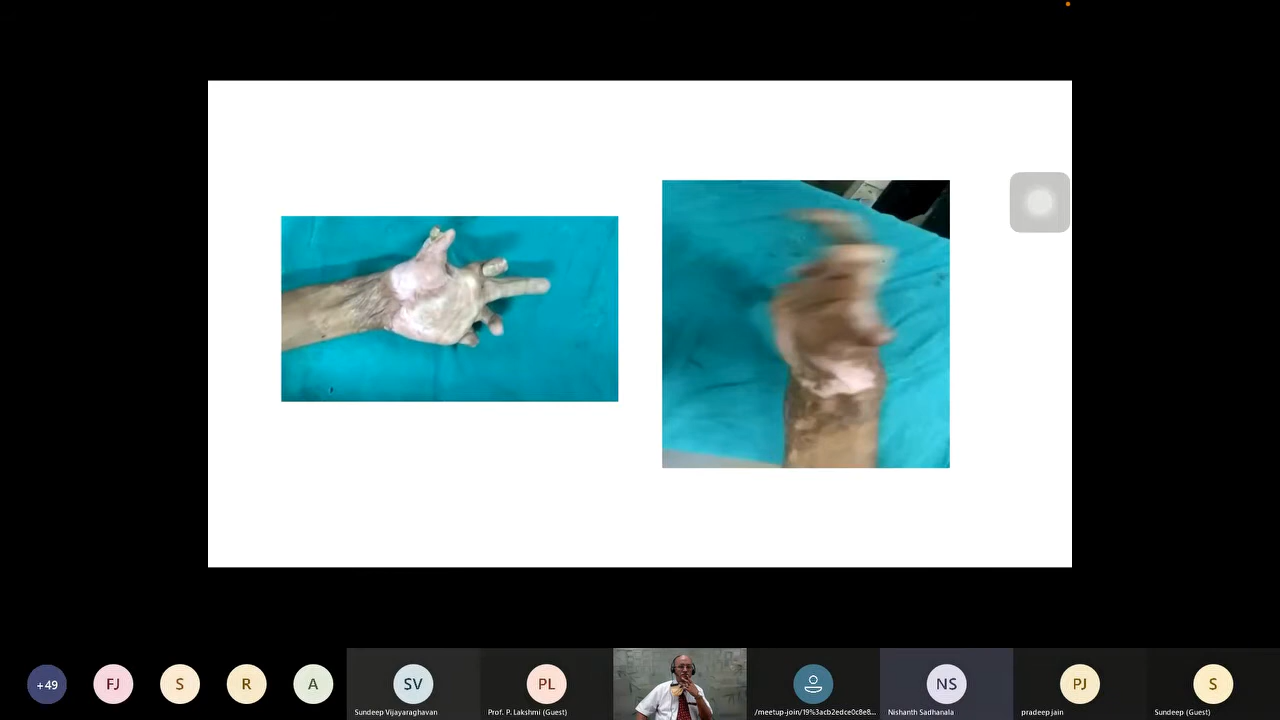 +49
FJ
S
R
A
SV
Sundeep Vijayaraghavan
PL
Prof. P. Lakshmi (Guest)
/meetup-join/19%3acb2edce0c8e8...
NS
Nishanth Sadhanala
PJ
pradeep jain
S
Sundeep (Guest)